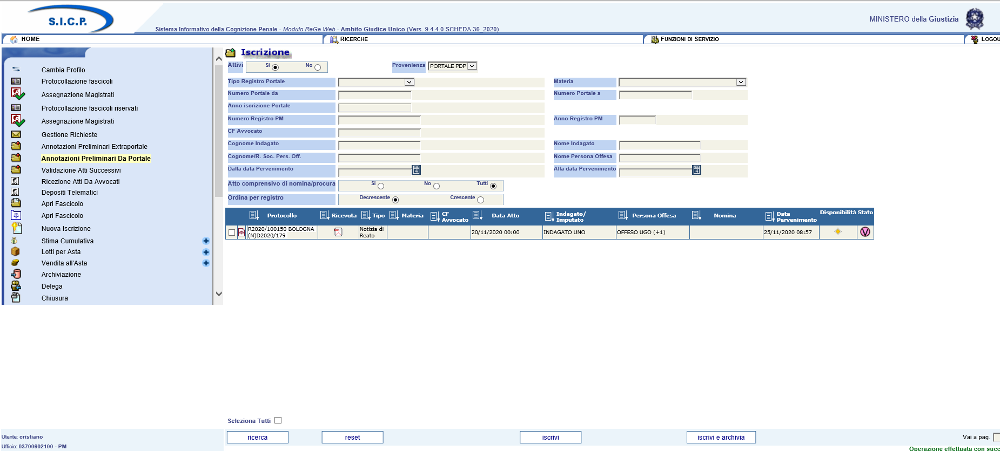 S.I.C.P.
Sistema Informativo della Cognizione Penale - Modulo ReGe Web - Ambito Giudice Unico (Vers. 9.4.4.0 SCHEDA 36_2020)
MINISTERO della Giustizia
HOME
RICERCHE
FUNZIONI DI SERVIZIO
LOGOU
Cambia Profilo
Protocollazione fascicoli
Assegnazione Magistrati
Protocollazione fascicoli riservati
Assegnazione Magistrati
Gestione Richieste
Annotazioni Preliminari Extraportale
Annotazioni Preliminari Da Portale
Validazione Atti Successivi
Ricezione Atti Da Avvocati
Depositi Telematici
Apri Fascicolo
Apri Fascicolo
Nuova Iscrizione
Stima Cumulativa
Lotti per Asta
Vendita all'Asta
Archiviazione
Delega
Chiusura
Iscrizione
Attivi Si No Provenienza PORTALE PDP
Tipo Registro Portale Materia
Numero Portale da Numero Portale a
Anno iscrizione Portale
Numero Registro PM Anno Registro PM
CF Avvocato
Cognome Indagato Nome Indagato
Cognome/R. Soc. Pers. Off. Nome Persona Offesa
Dalla data Pervenimento Alla data Pervenimento
Atto comprensivo di nomina/procura Si No Tutti
Ordina per registro Decrescente Crescente
Protocollo Ricevuta Tipo Materia CF Avvocato Data Atto Indagato/ Imputato Persona Offesa Nomina Data Pervenimento Disponibilità Stato
R2020/100150 BOLOGNA (N)D2020/179 Notizia di Reato 20/11/2020 00:00 INDAGATO UNO OFFESO UGO (+1) 25/11/2020 08:57 V
Seleziona Tutti
ricerca reset iscrivi iscrivi e archivia Vai a pag.
Utente: cristiano
Ufficio: 03700602100 - PM
Operazione effettuata con succ